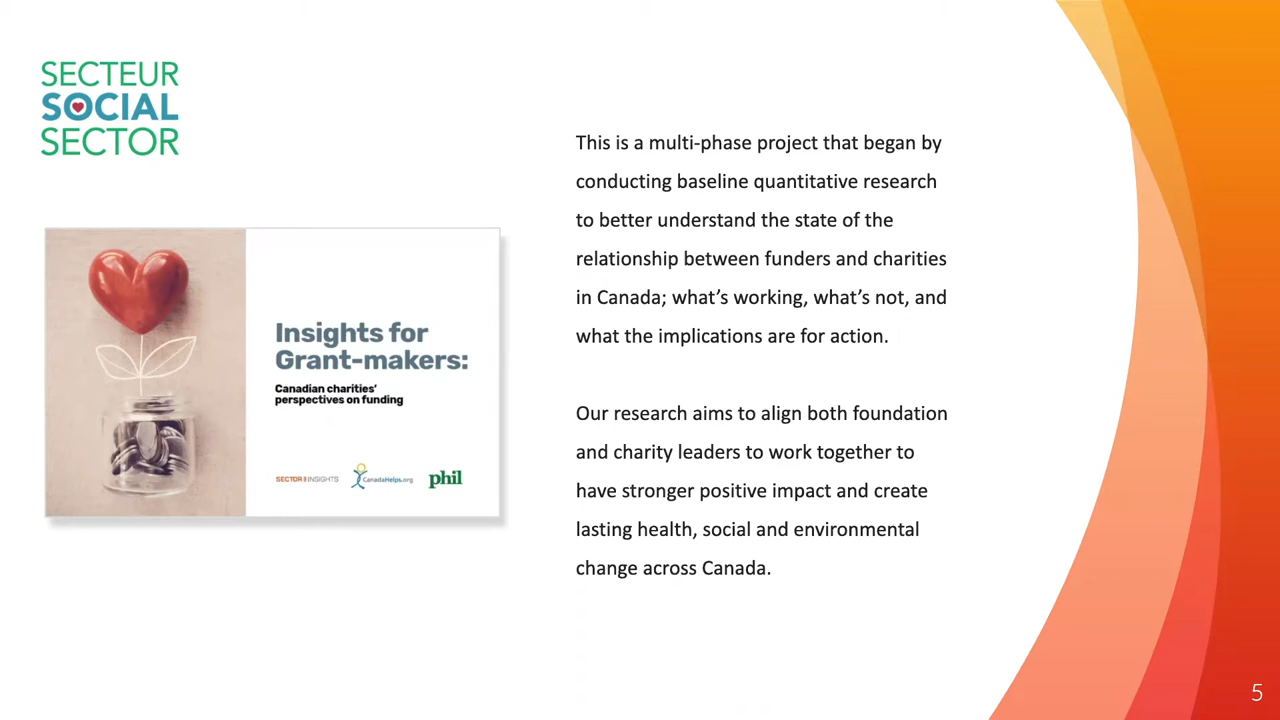 SECTEUR
SOCIAL
SECTOR
Insights for
Grant-makers:
Canadian charities'
perspectives on funding
SECTOR INSIGHTS
CanadaHelps.org
phil
This is a multi-phase project that began by
conducting baseline quantitative research
to better understand the state of the
relationship between funders and charities
in Canada; what’s working, what’s not, and
what the implications are for action.
Our research aims to align both foundation
and charity leaders to work together to
have stronger positive impact and create
lasting health, social and environmental
change across Canada.
5